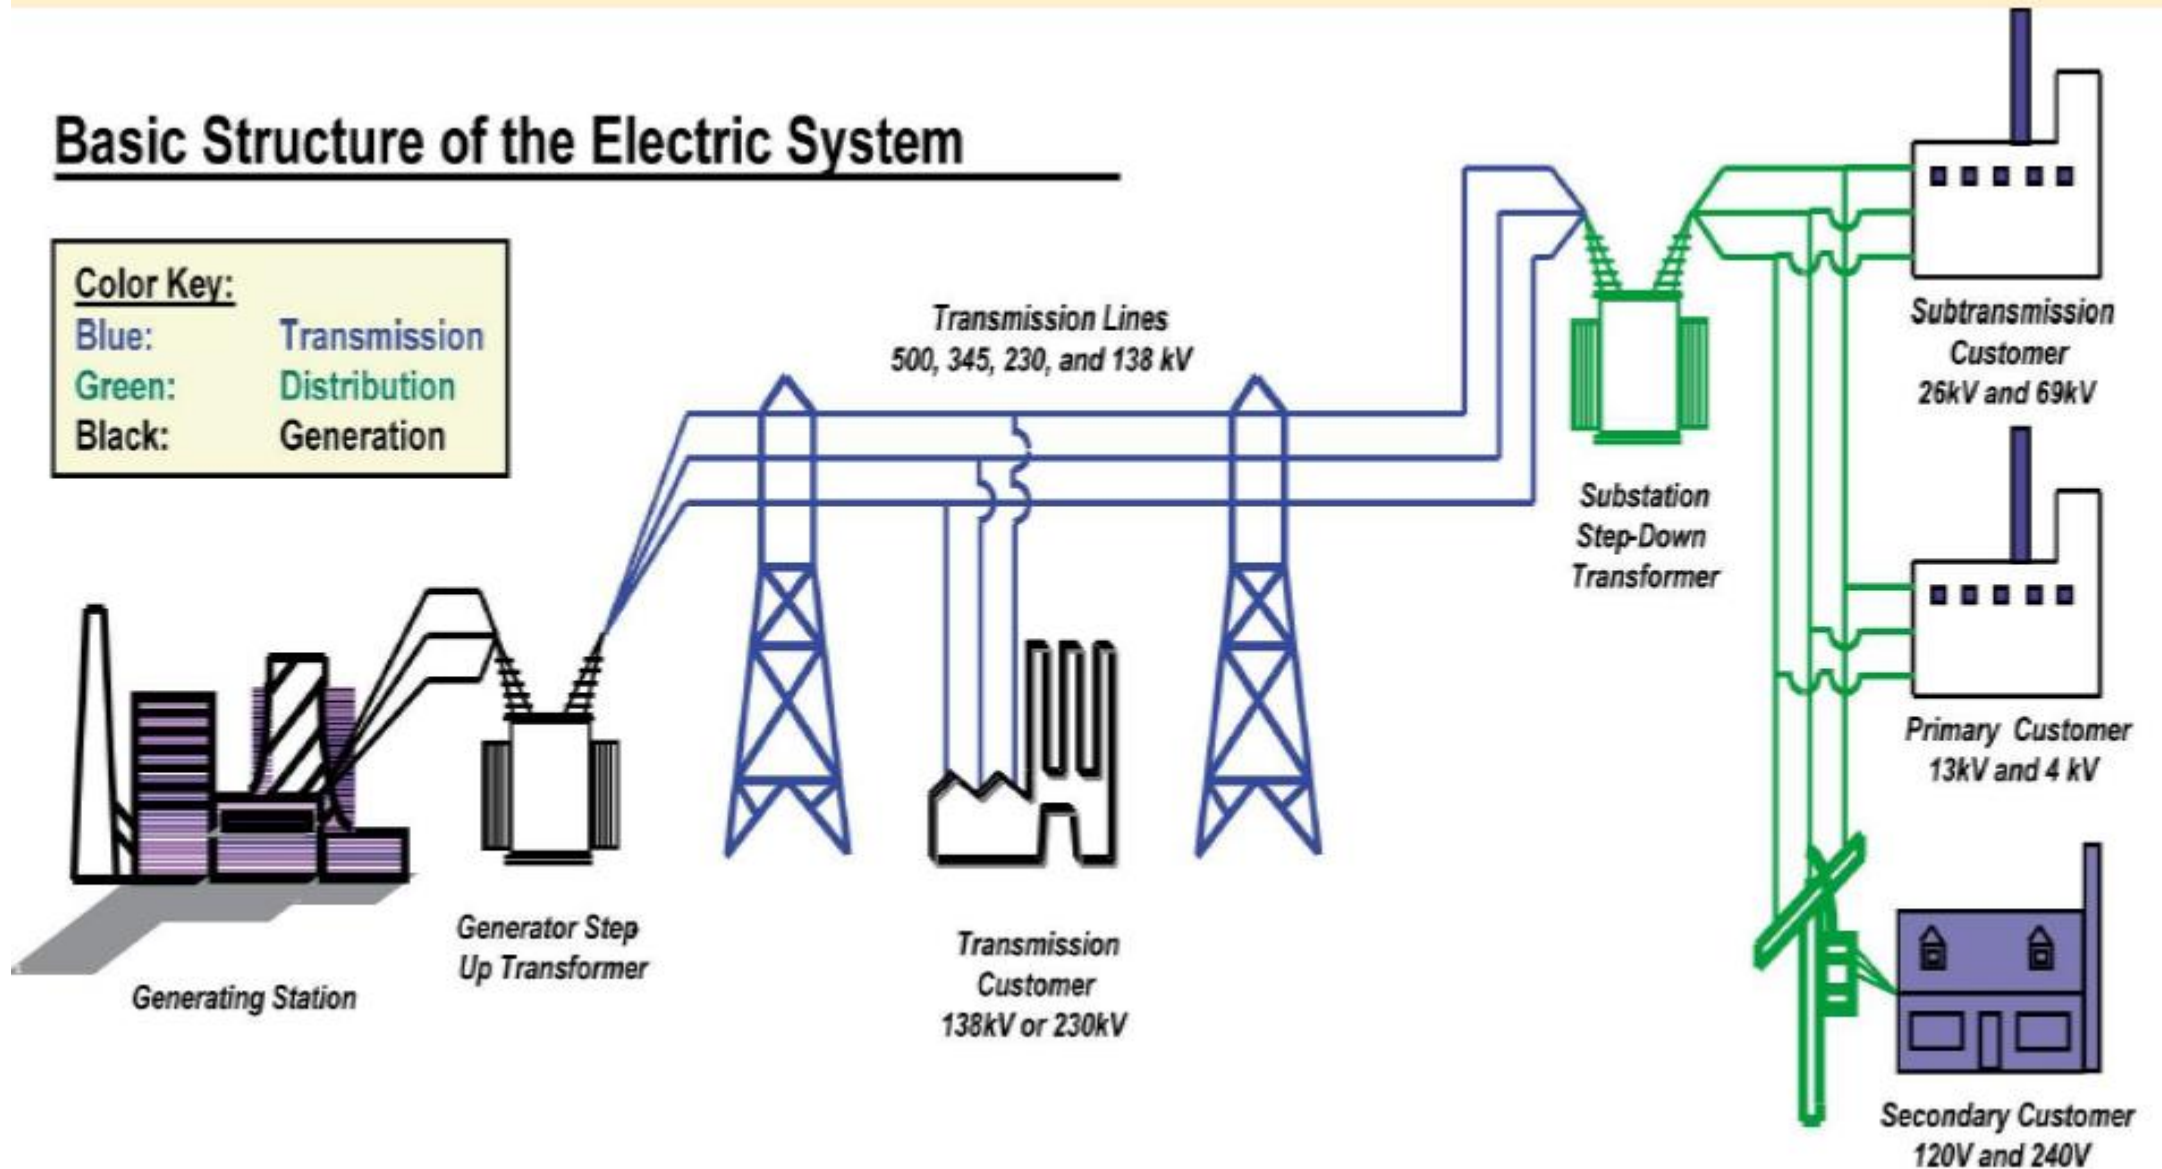 Basic Structure of the Electric System
Color Key:
Blue: Transmission
Green: Distribution
Black: Generation
Transmission Lines
500, 345, 230, and 138 kV
Subtransmission
Customer
26kV and 69kV
Substation
Step-Down
Transformer
Primary Customer
13kV and 4 kV
Generator Step
Up Transformer
Transmission
Customer
138kV or 230kV
Generating Station
Secondary Customer
120V and 240V